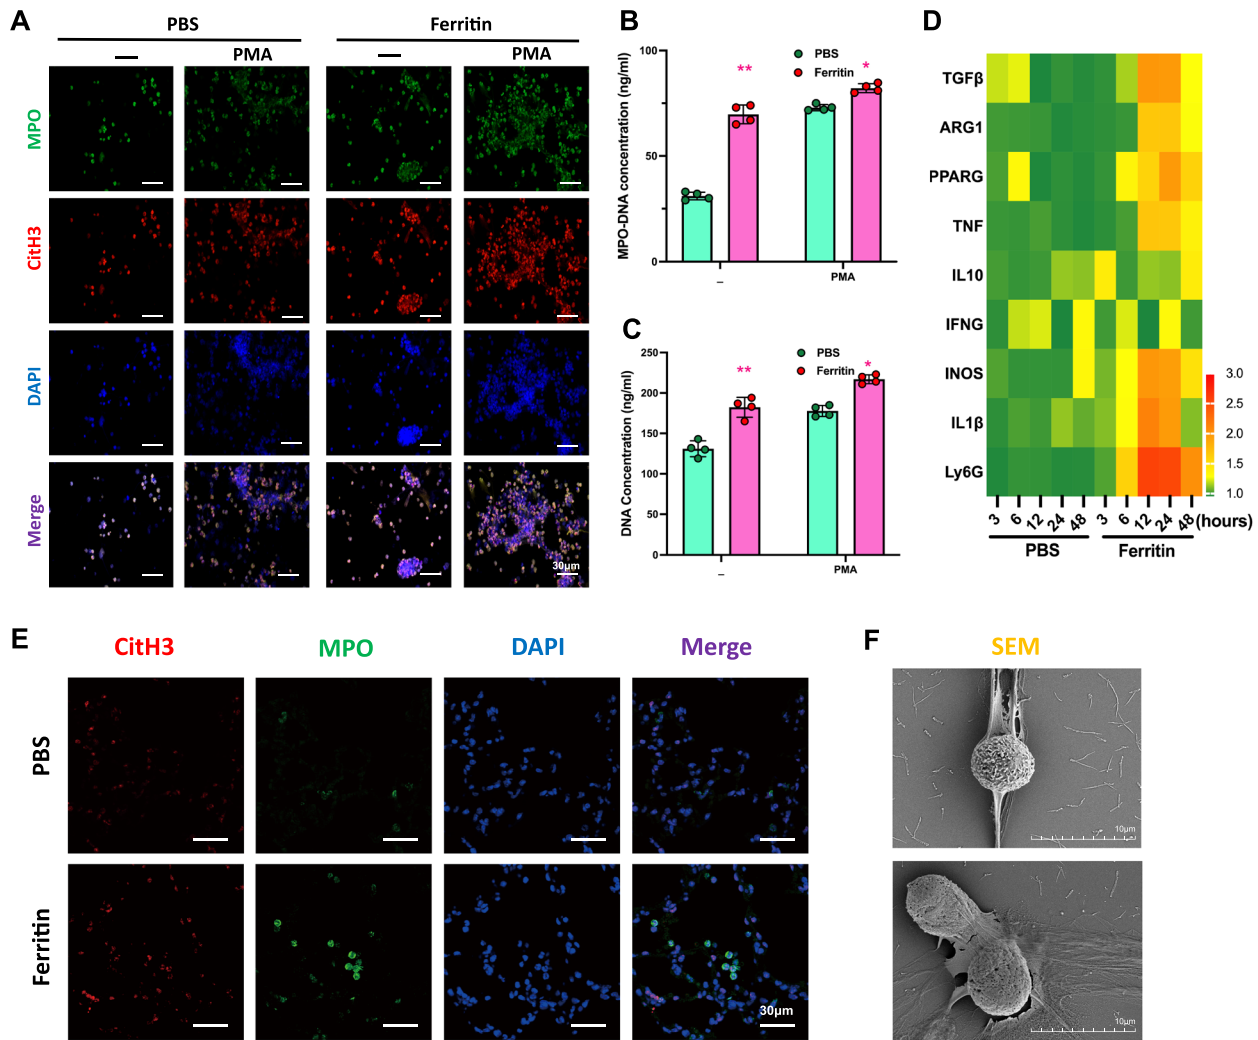 A
PBS
Ferritin
—
PMA
—
PMA
MPO
CitH3
DAPI
Merge
30μm
B
MPO-DNA concentration (ng/ml)
100
50
0
PBS
Ferritin
**
*
–
PMA
C
DNA Concentration (ng/ml)
250
200
150
100
50
0
PBS
Ferritin
**
*
–
PMA
D
TGFβ
ARG1
PPARG
TNF
IL10
IFNG
INOS
IL1β
Ly6G
3.0
2.5
2.0
1.5
1.0
3 6 12 24 48 3 6 12 24 48 (hours)
PBS
Ferritin
E
CitH3
MPO
DAPI
Merge
PBS
Ferritin
30μm
F
SEM
10μm
10μm